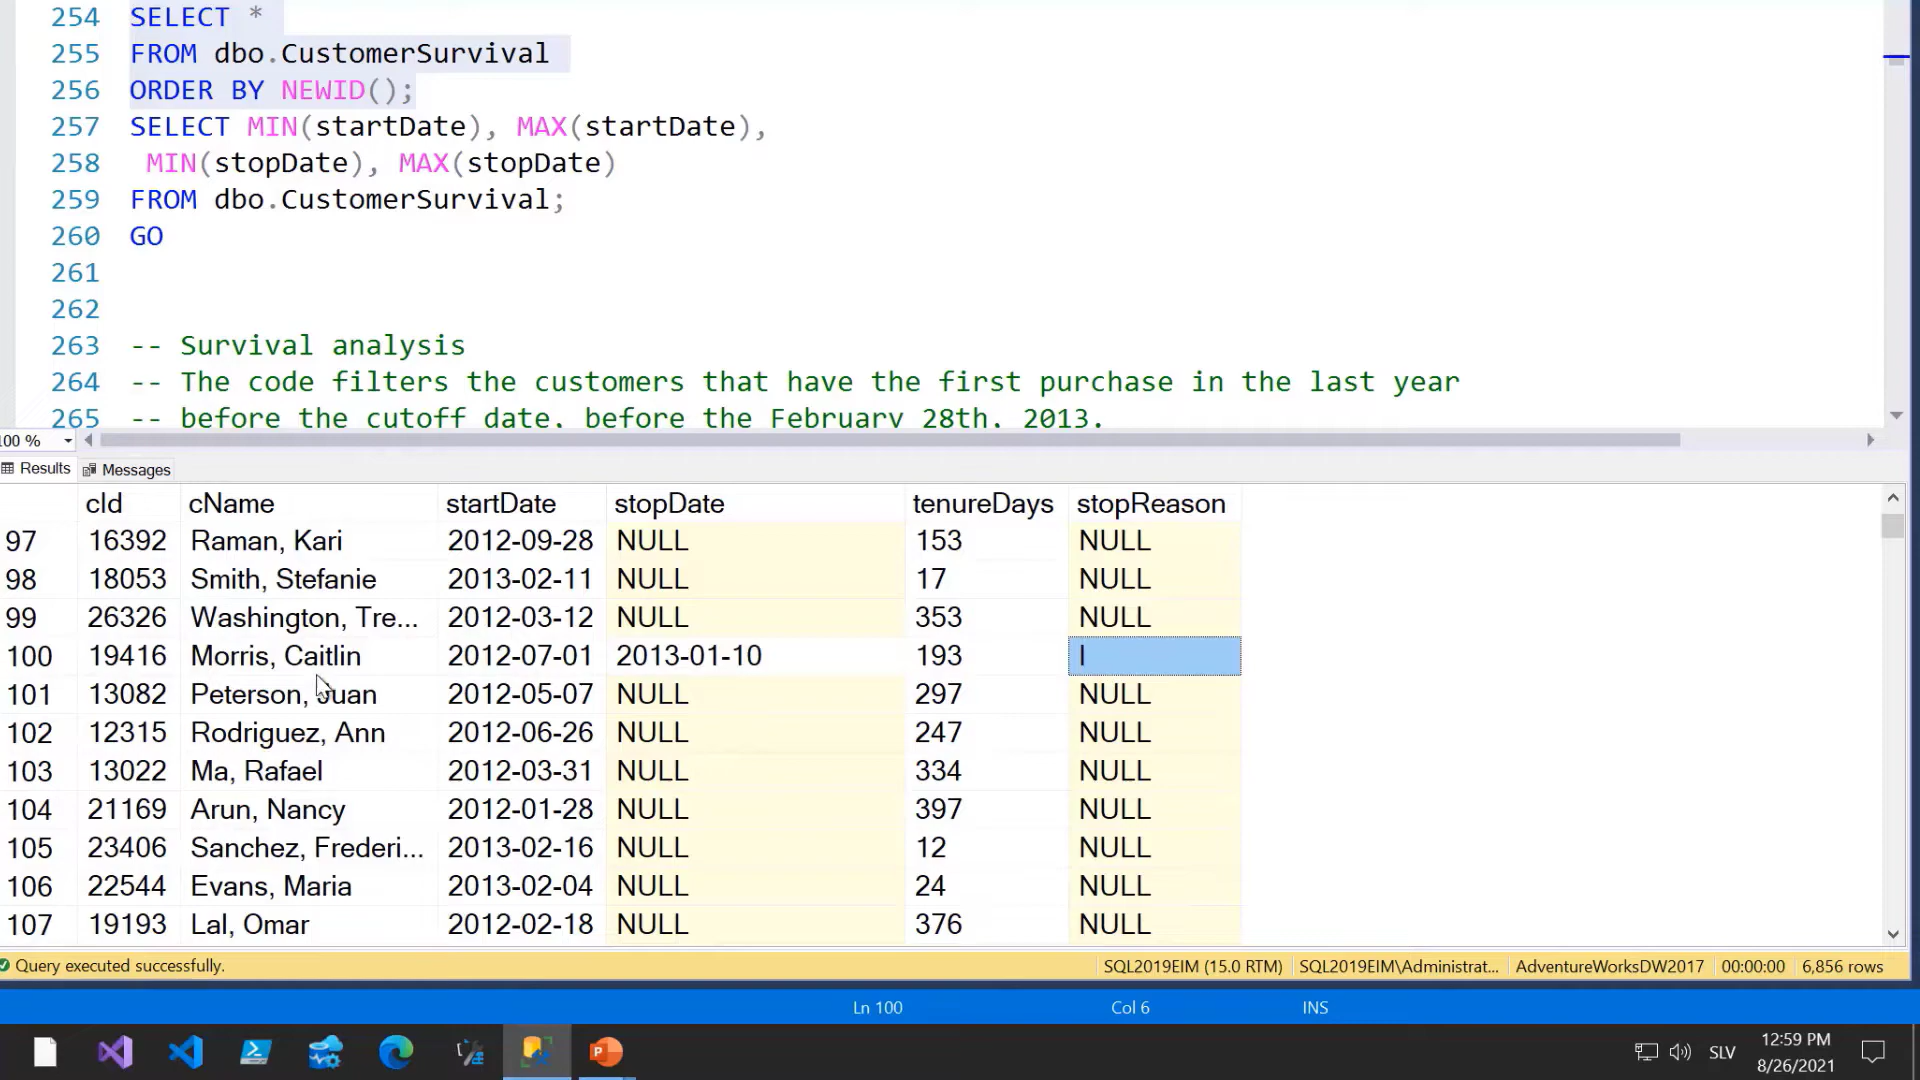 254 SELECT *
255 FROM dbo.CustomerSurvival
256 ORDER BY NEWID();
257 SELECT MIN(startDate), MAX(startDate),
258 MIN(stopDate), MAX(stopDate)
259 FROM dbo.CustomerSurvival;
260 GO
261
262
263 -- Survival analysis
264 -- The code filters the customers that have the first purchase in the last year
265 -- before the cutoff date, before the February 28th, 2013.
100 %
Results Messages
cId cName startDate stopDate tenureDays stopReason
97 16392 Raman, Kari 2012-09-28 NULL 153 NULL
98 18053 Smith, Stefanie 2013-02-11 NULL 17 NULL
99 26326 Washington, Tre... 2012-03-12 NULL 353 NULL
100 19416 Morris, Caitlin 2012-07-01 2013-01-10 193 I
101 13082 Peterson, Juan 2012-05-07 NULL 297 NULL
102 12315 Rodriguez, Ann 2012-06-26 NULL 247 NULL
103 13022 Ma, Rafael 2012-03-31 NULL 334 NULL
104 21169 Arun, Nancy 2012-01-28 NULL 397 NULL
105 23406 Sanchez, Frederi... 2013-02-16 NULL 12 NULL
106 22544 Evans, Maria 2013-02-04 NULL 24 NULL
107 19193 Lal, Omar 2012-02-18 NULL 376 NULL
Query executed successfully. SQL2019EIM (15.0 RTM) SQL2019EIM\Administrat... AdventureWorksDW2017 00:00:00 6,856 rows
Ln 100 Col 6 INS
SLV 12:59 PM
8/26/2021